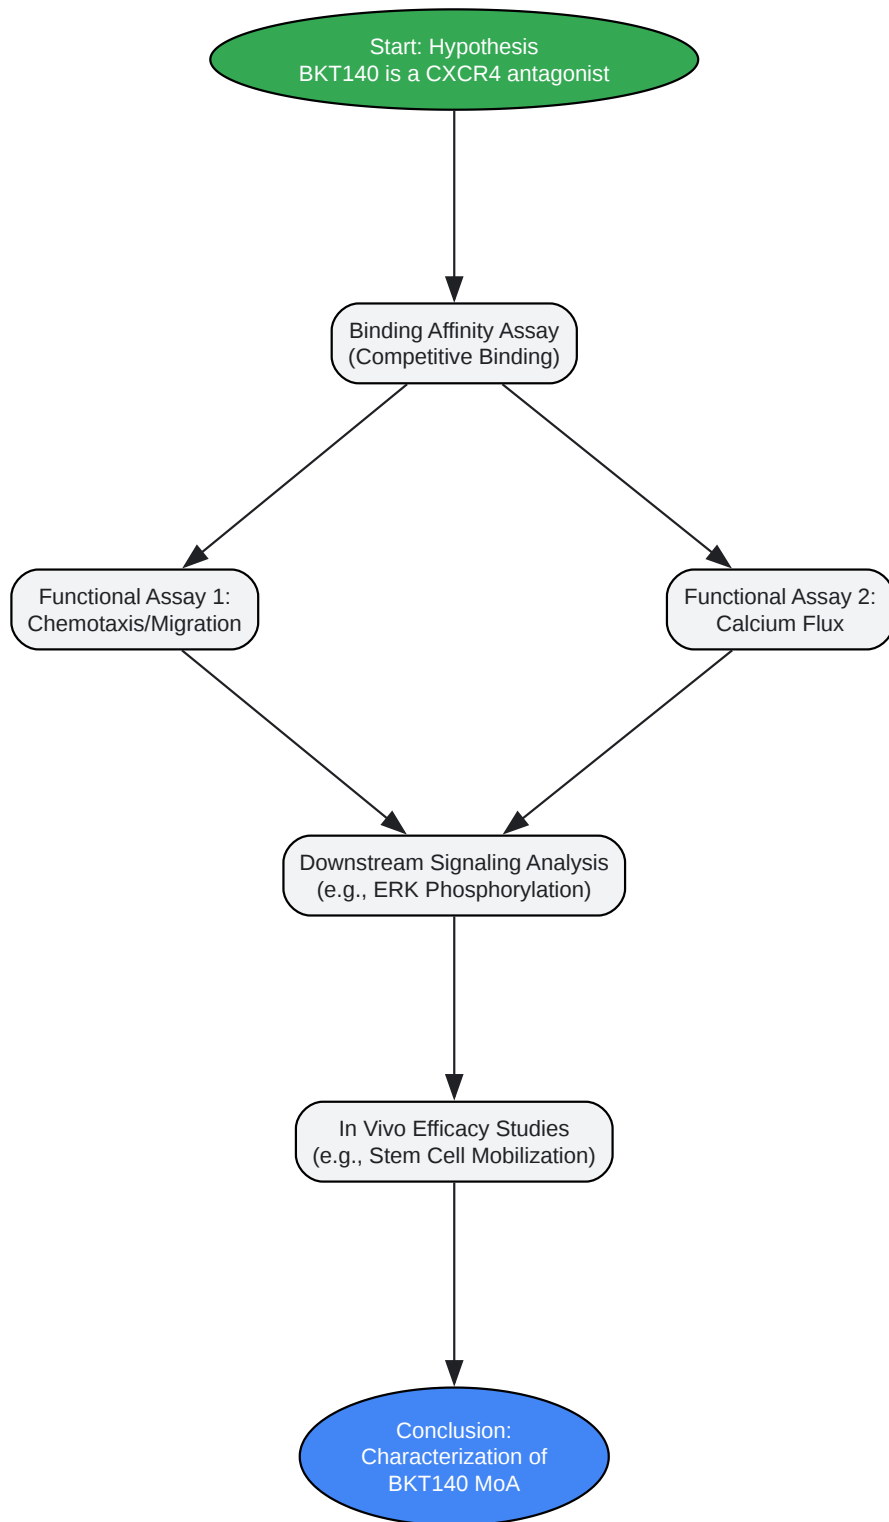 Start: Hypothesis
BKT140 is a CXCR4 antagonist
Binding Affinity Assay
(Competitive Binding)
Functional Assay 1:
Chemotaxis/Migration
Functional Assay 2:
Calcium Flux
Downstream Signaling Analysis
(e.g., ERK Phosphorylation)
In Vivo Efficacy Studies
(e.g., Stem Cell Mobilization)
Conclusion:
Characterization of
BKT140 MoA